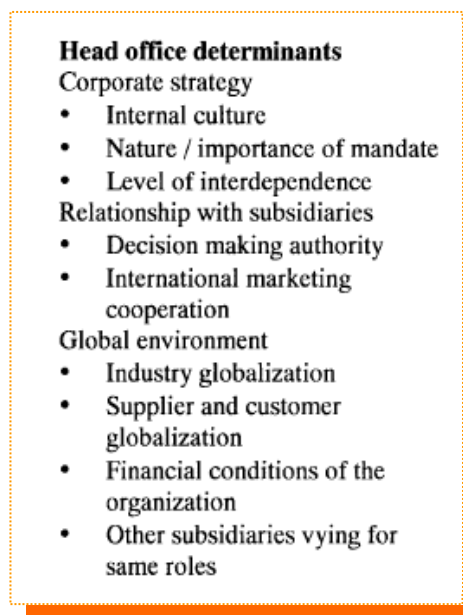 Head office determinants
Corporate strategy
• Internal culture
• Nature / importance of mandate
• Level of interdependence
Relationship with subsidiaries
• Decision making authority
• International marketing
cooperation
Global environment
• Industry globalization
• Supplier and customer
globalization
• Financial conditions of the
organization
• Other subsidiaries vying for
same roles